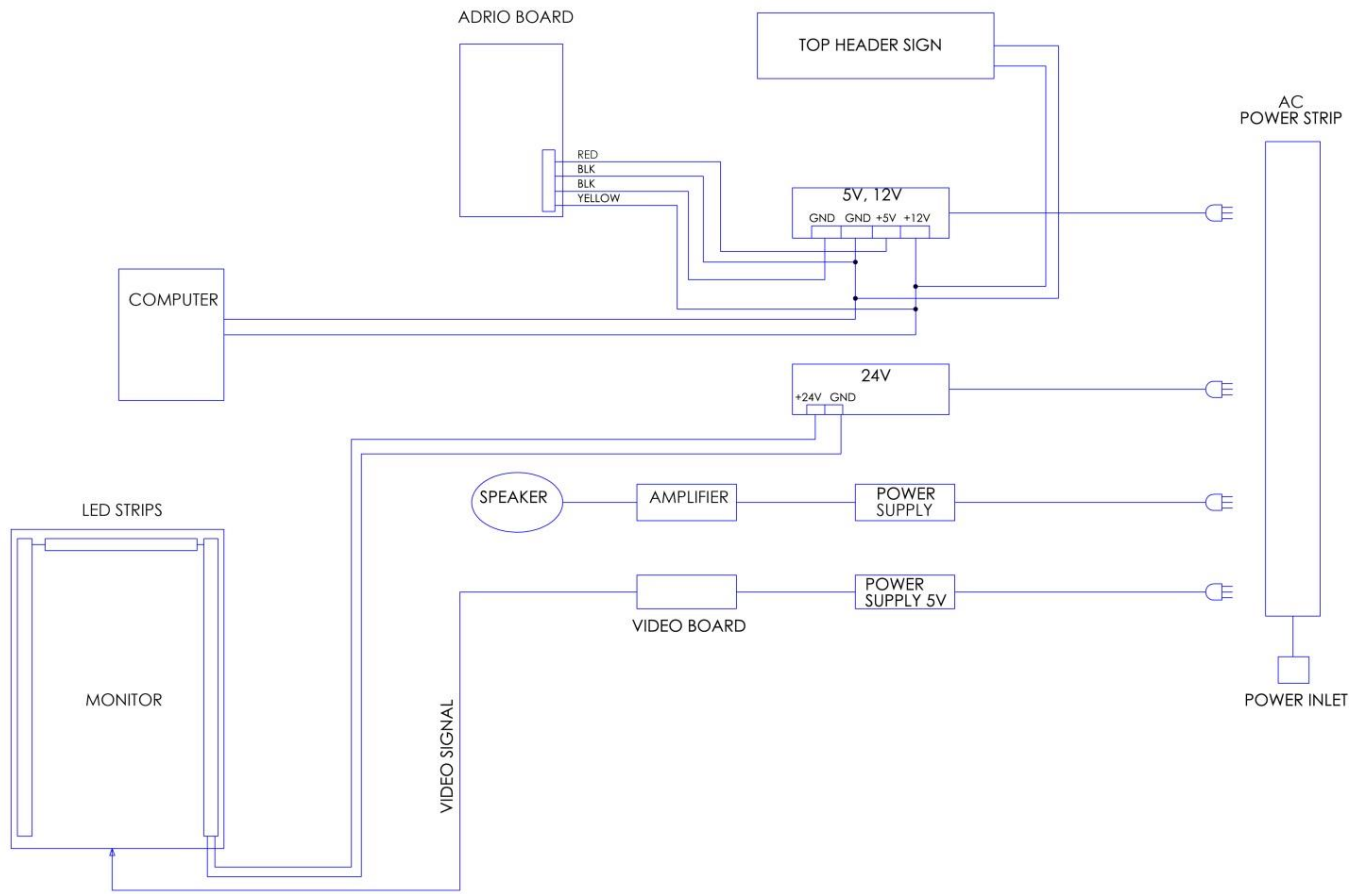 ADRIO BOARD
TOP HEADER SIGN
AC
POWER STRIP
RED
BLK
BLK
YELLOW
5V, 12V
GND GND +5V +12V
COMPUTER
24V
+24V GND
SPEAKER
AMPLIFIER
POWER
SUPPLY
LED STRIPS
POWER
SUPPLY 5V
VIDEO BOARD
MONITOR
VIDEO SIGNAL
POWER INLET